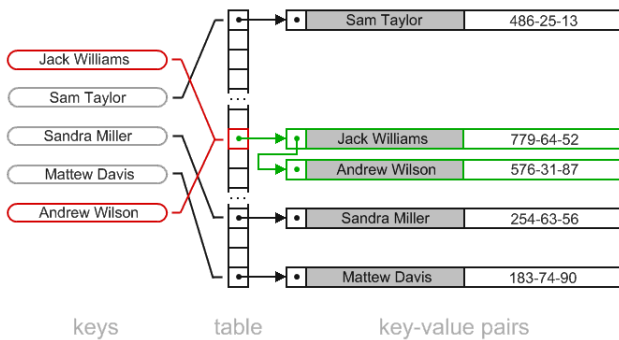 Sam Taylor 486-25-13
Jack Williams
Sam Taylor
...
Sandra Miller
Jack Williams 779-64-52
Mattew Davis
Andrew Wilson 576-31-87
...
Andrew Wilson
Sandra Miller 254-63-56
Mattew Davis 183-74-90
keys table key-value pairs